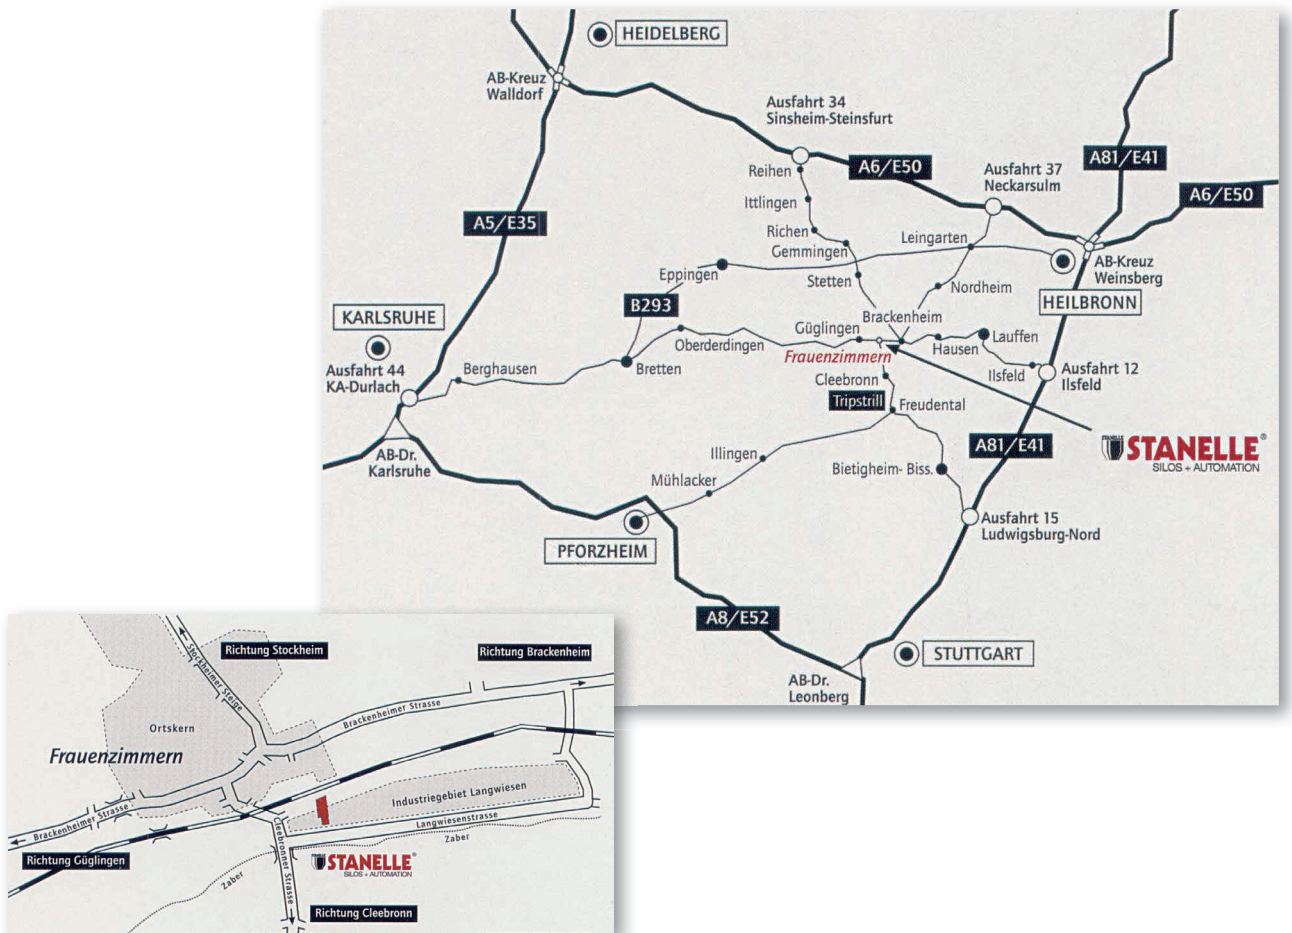 HEIDELBERG
AB-Kreuz
Walldorf
Ausfahrt 34
Sinsheim-Steinsfurt
A81/E41
A6/E50
Ausfahrt 37
Neckarsulm
A6/E50
Reihen
Ittlingen
A5/E35
Richen
Gemmingen
Leingarten
AB-Kreuz
Weinsberg
Eppingen
Stetten
Nordheim
HEILBRONN
B293
KARLSRUHE
Brackenheim
Güglingen
Lauffen
Oberderdingen
Hausen
Frauenzimmern
Ausfahrt 44
KA-Durlach
Berghausen
Bretten
Cleebronn
Ilsfeld
Ausfahrt 12
Ilsfeld
Tripstrill
Freudental
A81/E41
STANELLE®
SILOS + AUTOMATION
AB-Dr.
Karlsruhe
Illingen
Bietigheim- Biss.
Mühlacker
Ausfahrt 15
Ludwigsburg-Nord
PFORZHEIM
A8/E52
STUTTGART
AB-Dr.
Leonberg
Richtung Stockheim
Richtung Brackenheim
Stockheimer Steige
Brackenheimer Strasse
Ortskern
Frauenzimmern
Industriegebiet Langwiesen
Brackenheimer Strasse
Langwiesenstrasse
Zaber
Cleebronner Strasse
Richtung Güglingen
STANELLE®
SILOS + AUTOMATION
Zaber
Richtung Cleebronn